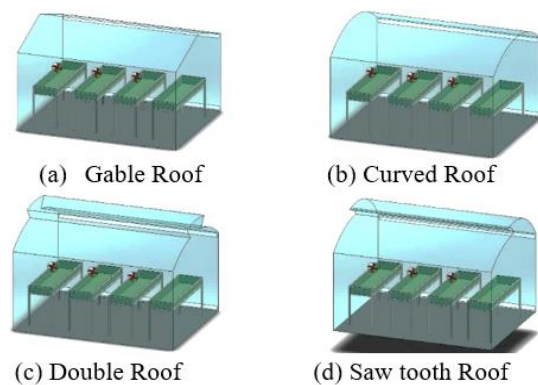 (a) Gable Roof
(b) Curved Roof
(c) Double Roof
(d) Saw tooth Roof